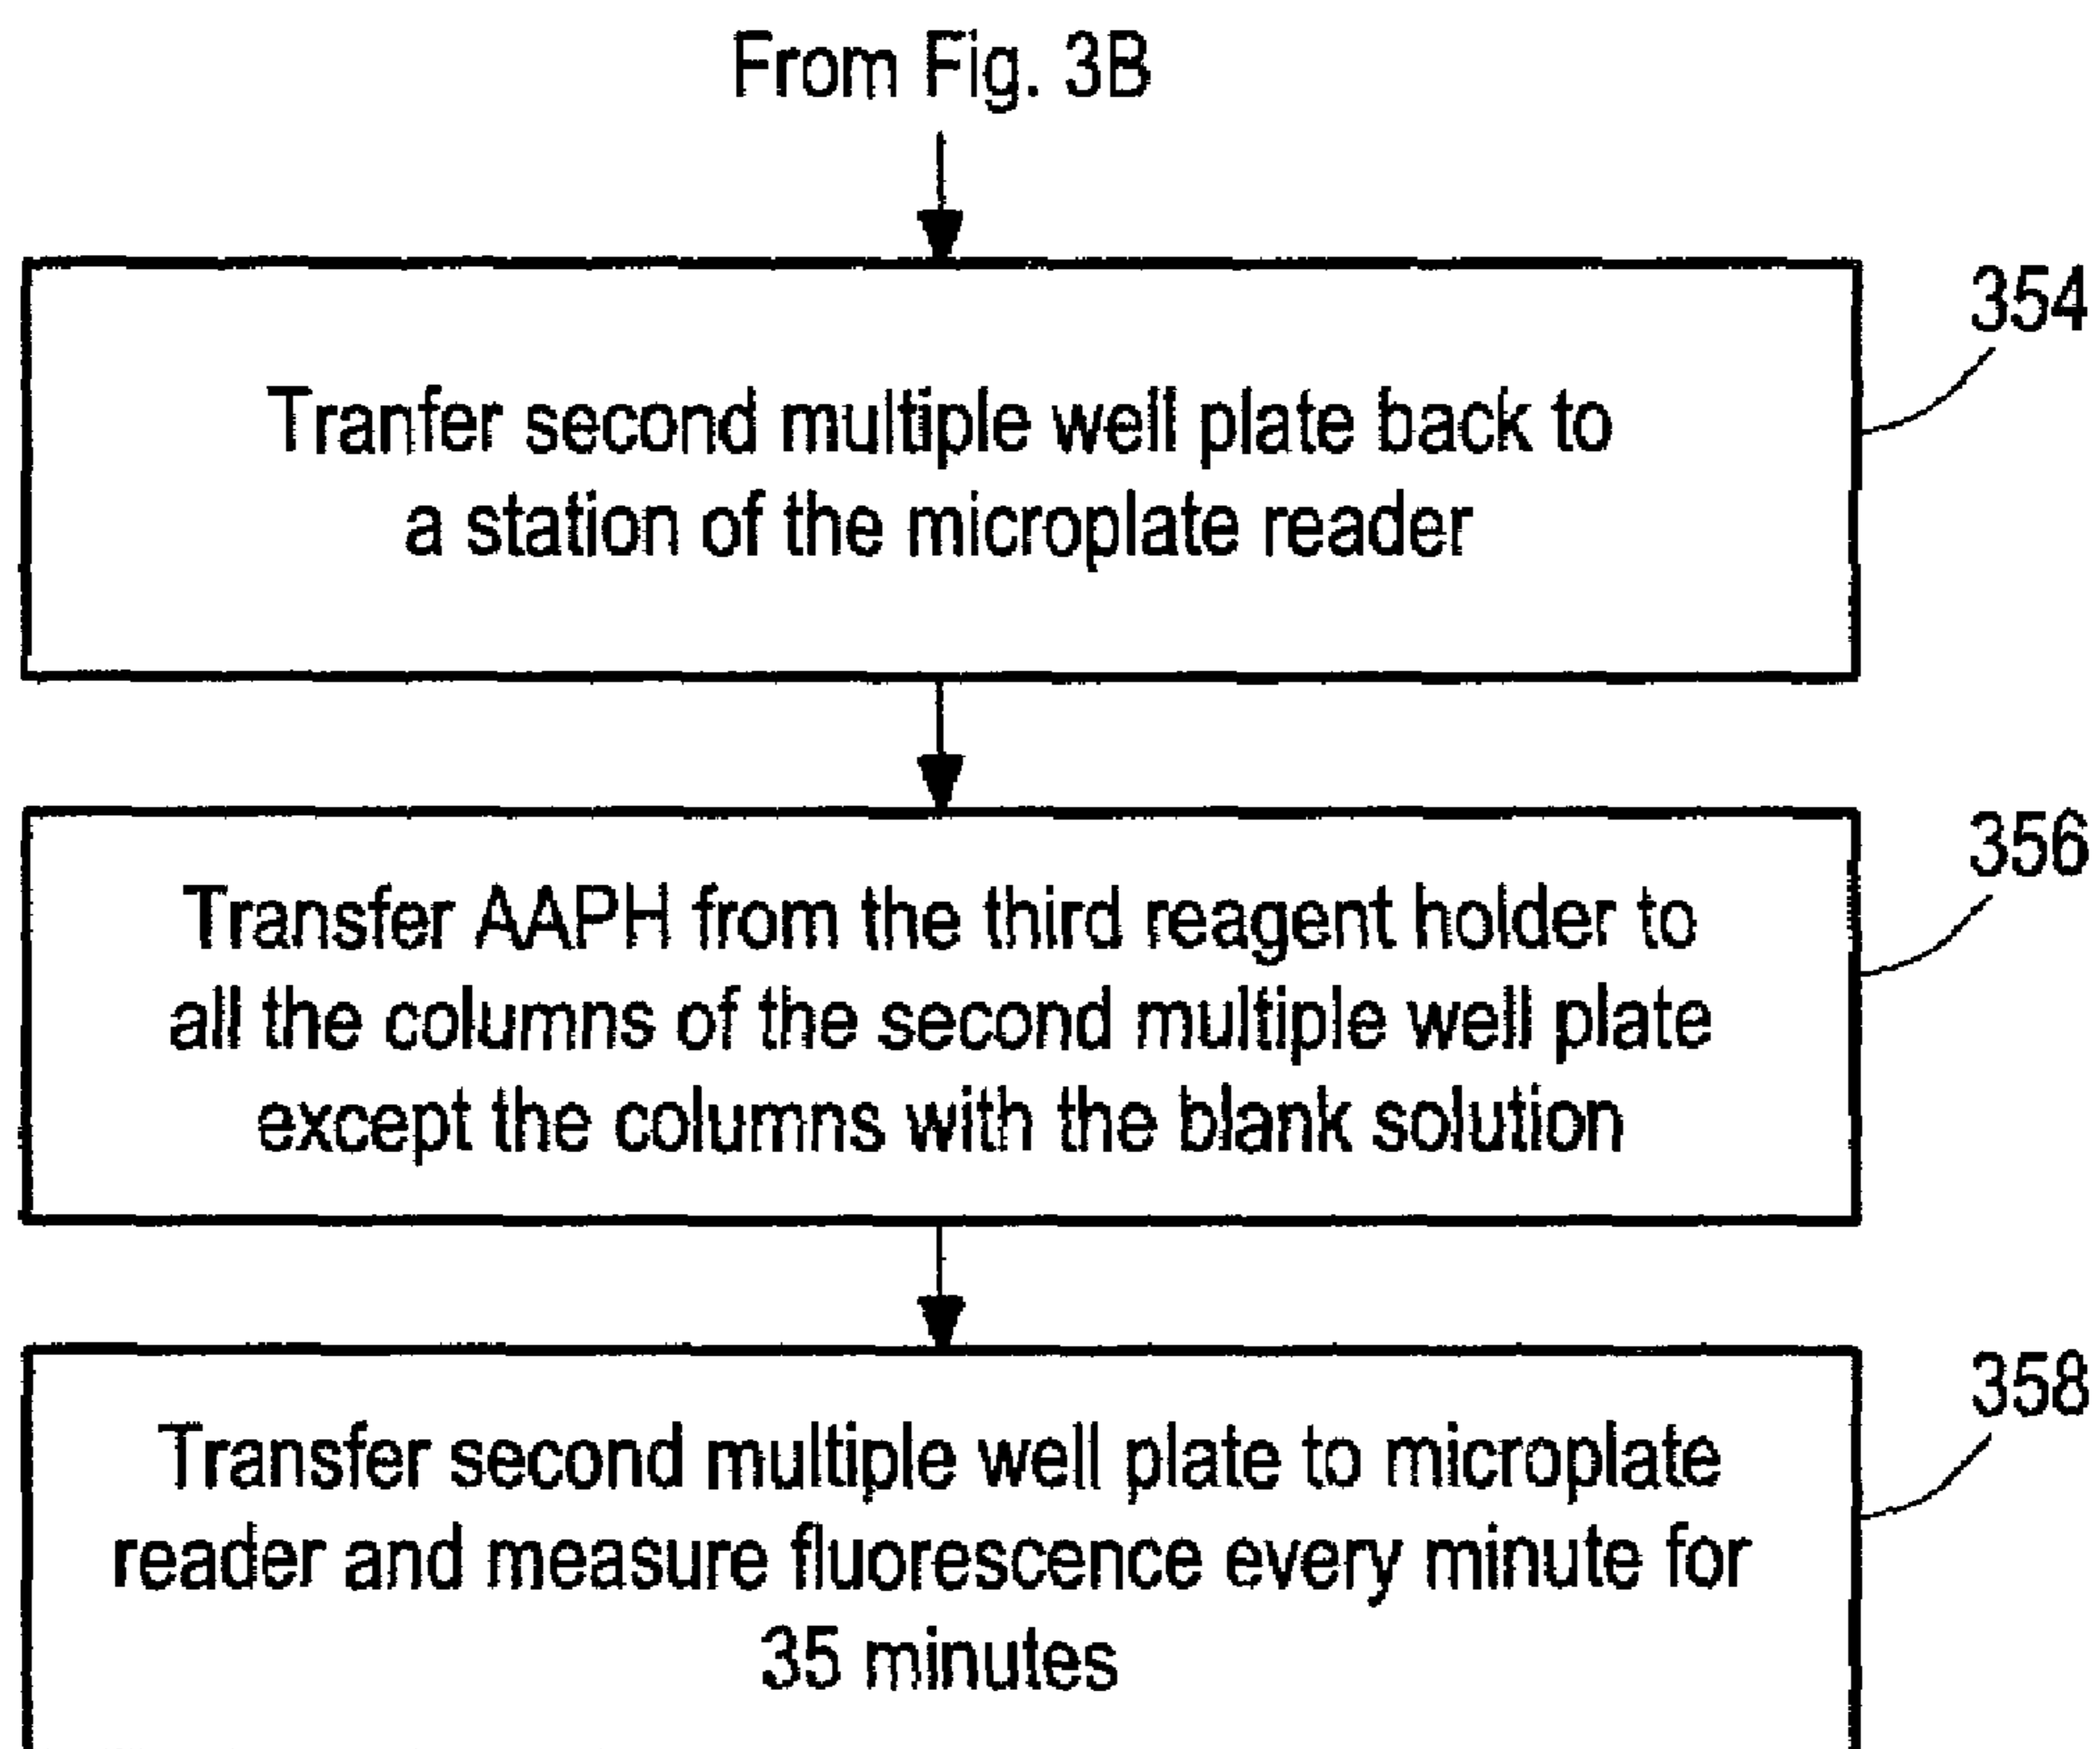 From Fig. 3B
354
Tranfer second multiple well plate back to
a station of the microplate reader
356
Transfer AAPH from the third reagent holder to
all the columns of the second multiple well plate
except the columns with the blank solution
358
Transfer second multiple well plate to microplate
reader and measure fluorescence every minute for
35 minutes